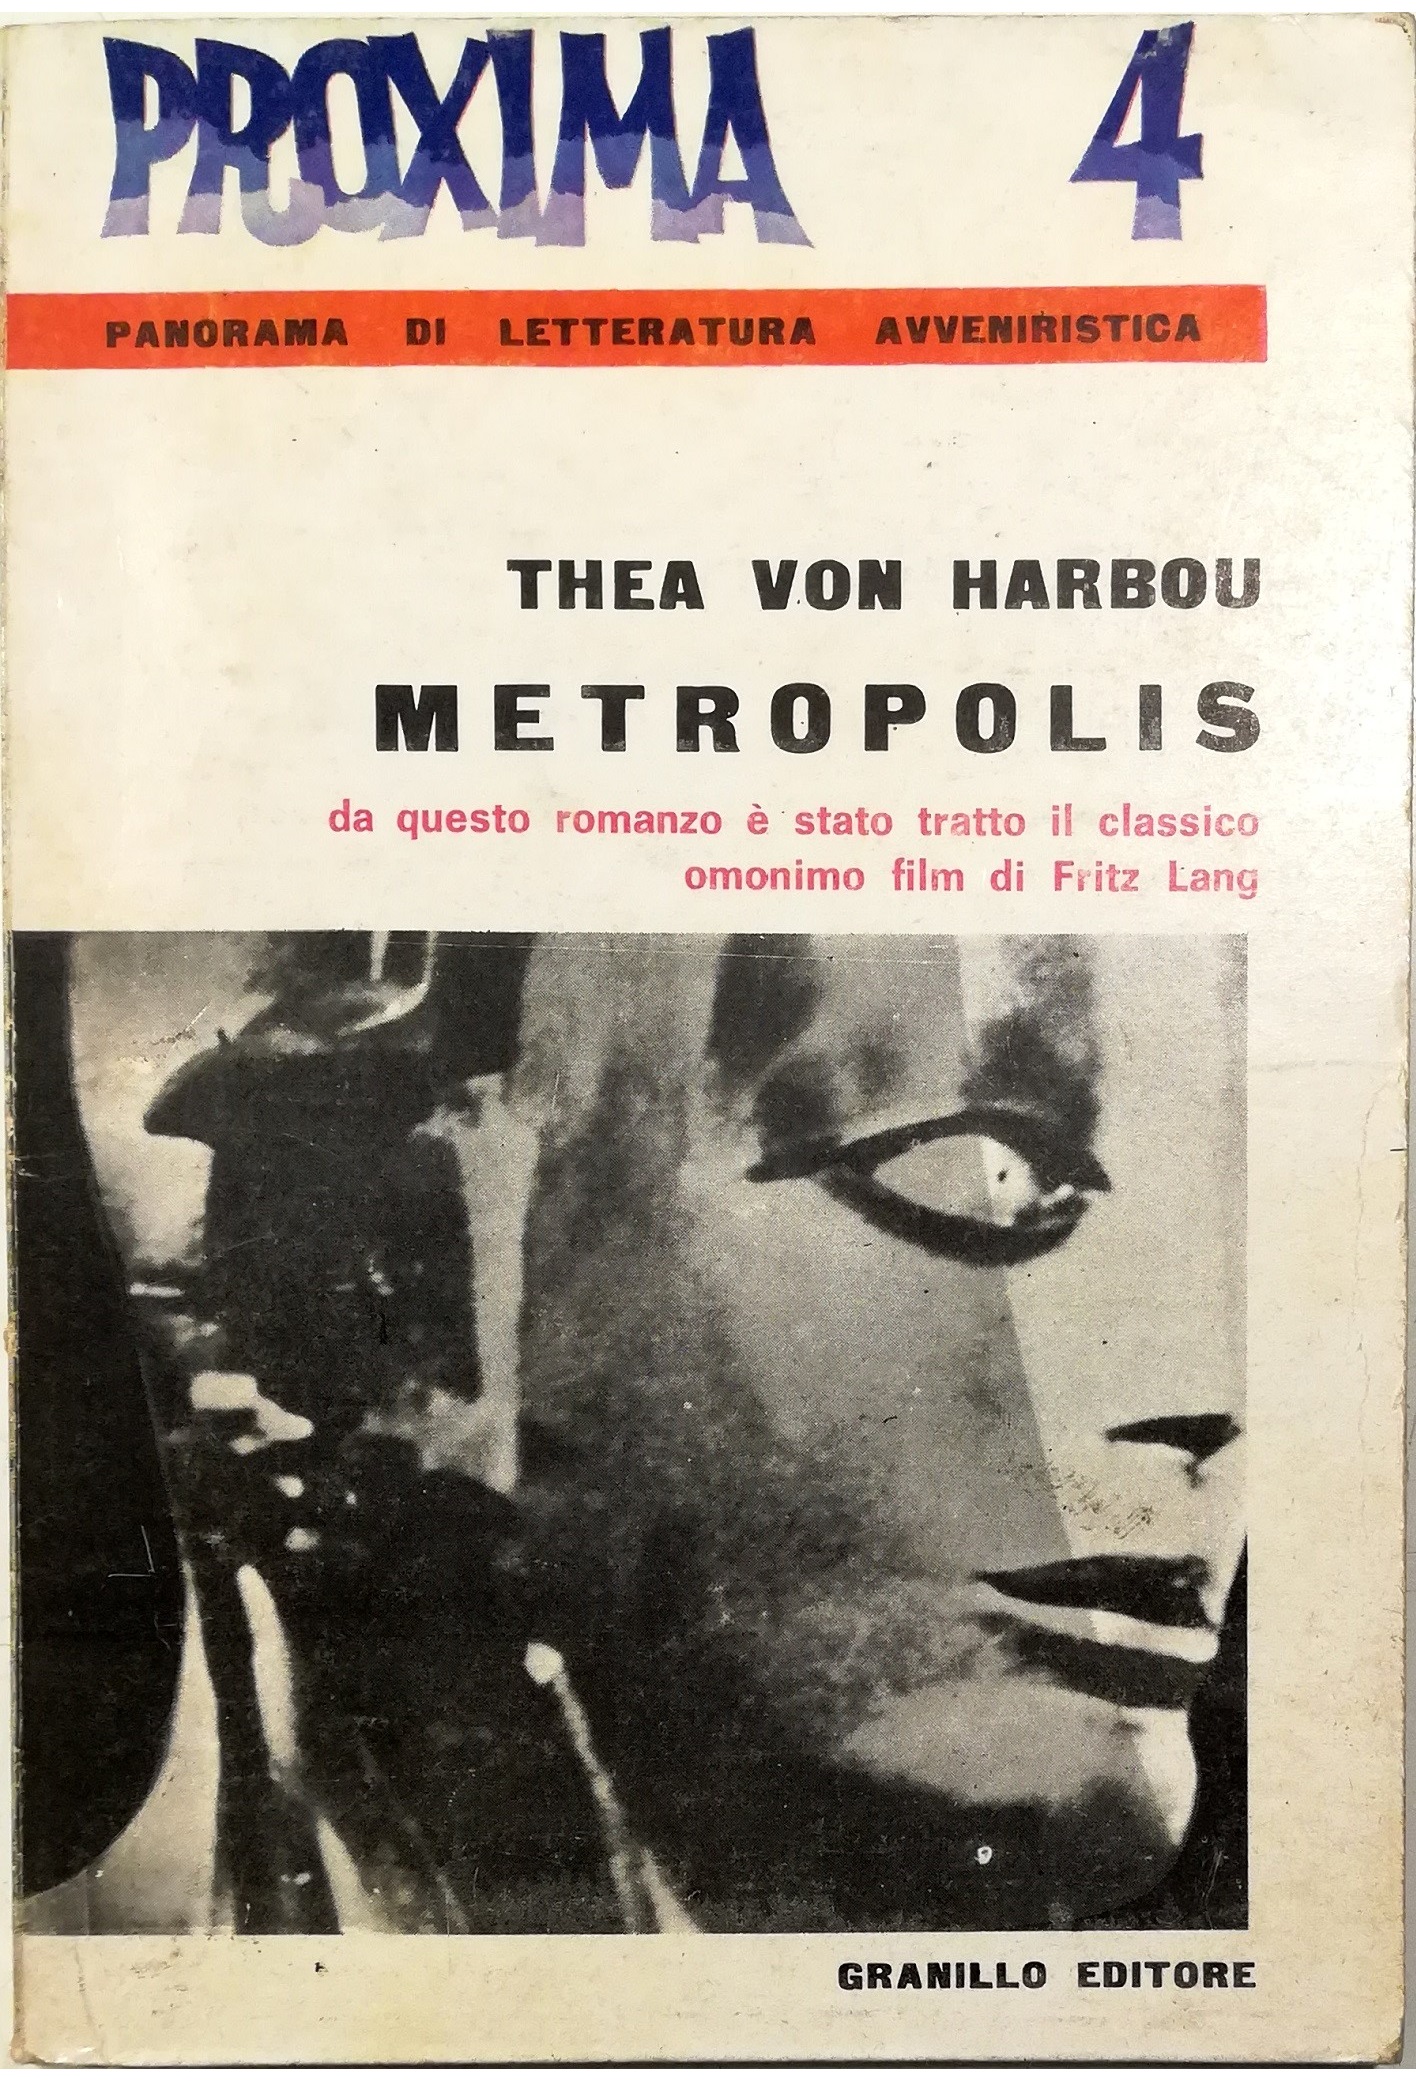 PROXIMA 4
PANORAMA DI LETTERATURA AVVENIRISTICA
THEA VON HARBOU
METROPOLIS
da questo romanzo è stato tratto il classico
omonimo film di Fritz Lang
GRANILLO EDITORE